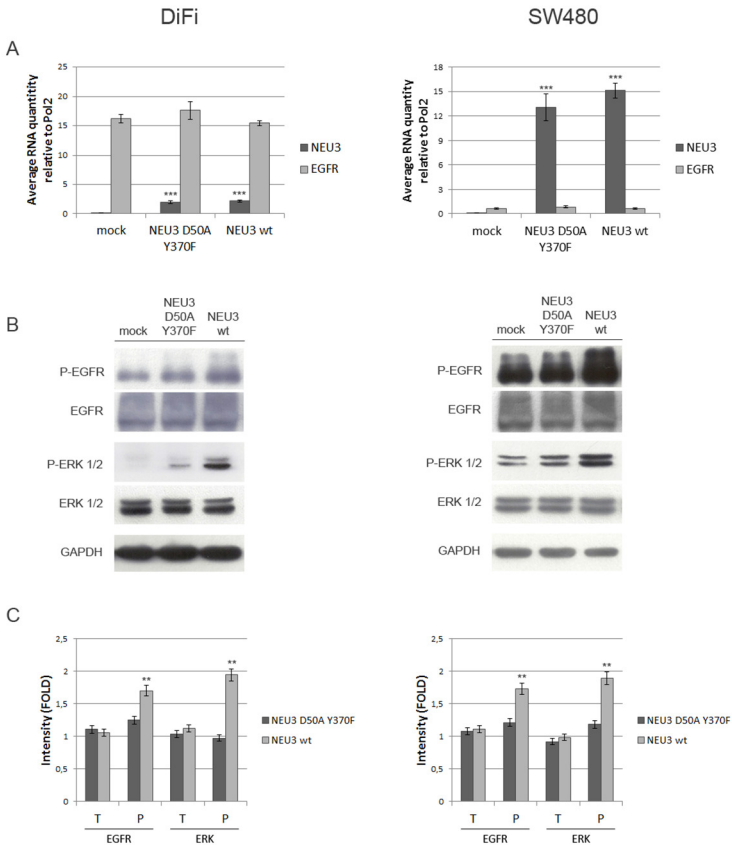 DiFi
SW480
A
Average RNA quantitity
relative to Pol2
25
20
15
10
5
0
***
***
mock
NEU3 D50A
Y370F
NEU3 wt
NEU3
EGFR
Average RNA quantity
relative to Pol2
18
15
12
9
6
3
0
***
***
mock
NEU3 D50A
Y370F
NEU3 wt
NEU3
EGFR
B
mock
NEU3
D50A
Y370F
NEU3
wt
P-EGFR
EGFR
P-ERK 1/2
ERK 1/2
GAPDH
mock
NEU3
D50A
Y370F
NEU3
wt
P-EGFR
EGFR
P-ERK 1/2
ERK 1/2
GAPDH
C
Intensity (FOLD)
2,5
2
1,5
1
0,5
0
**
**
T
P
T
P
EGFR
ERK
NEU3 D50A Y370F
NEU3 wt
Intensity (FOLD)
2,5
2
1,5
1
0,5
0
**
**
T
P
T
P
EGFR
ERK
NEU3 D50A Y370F
NEU3 wt